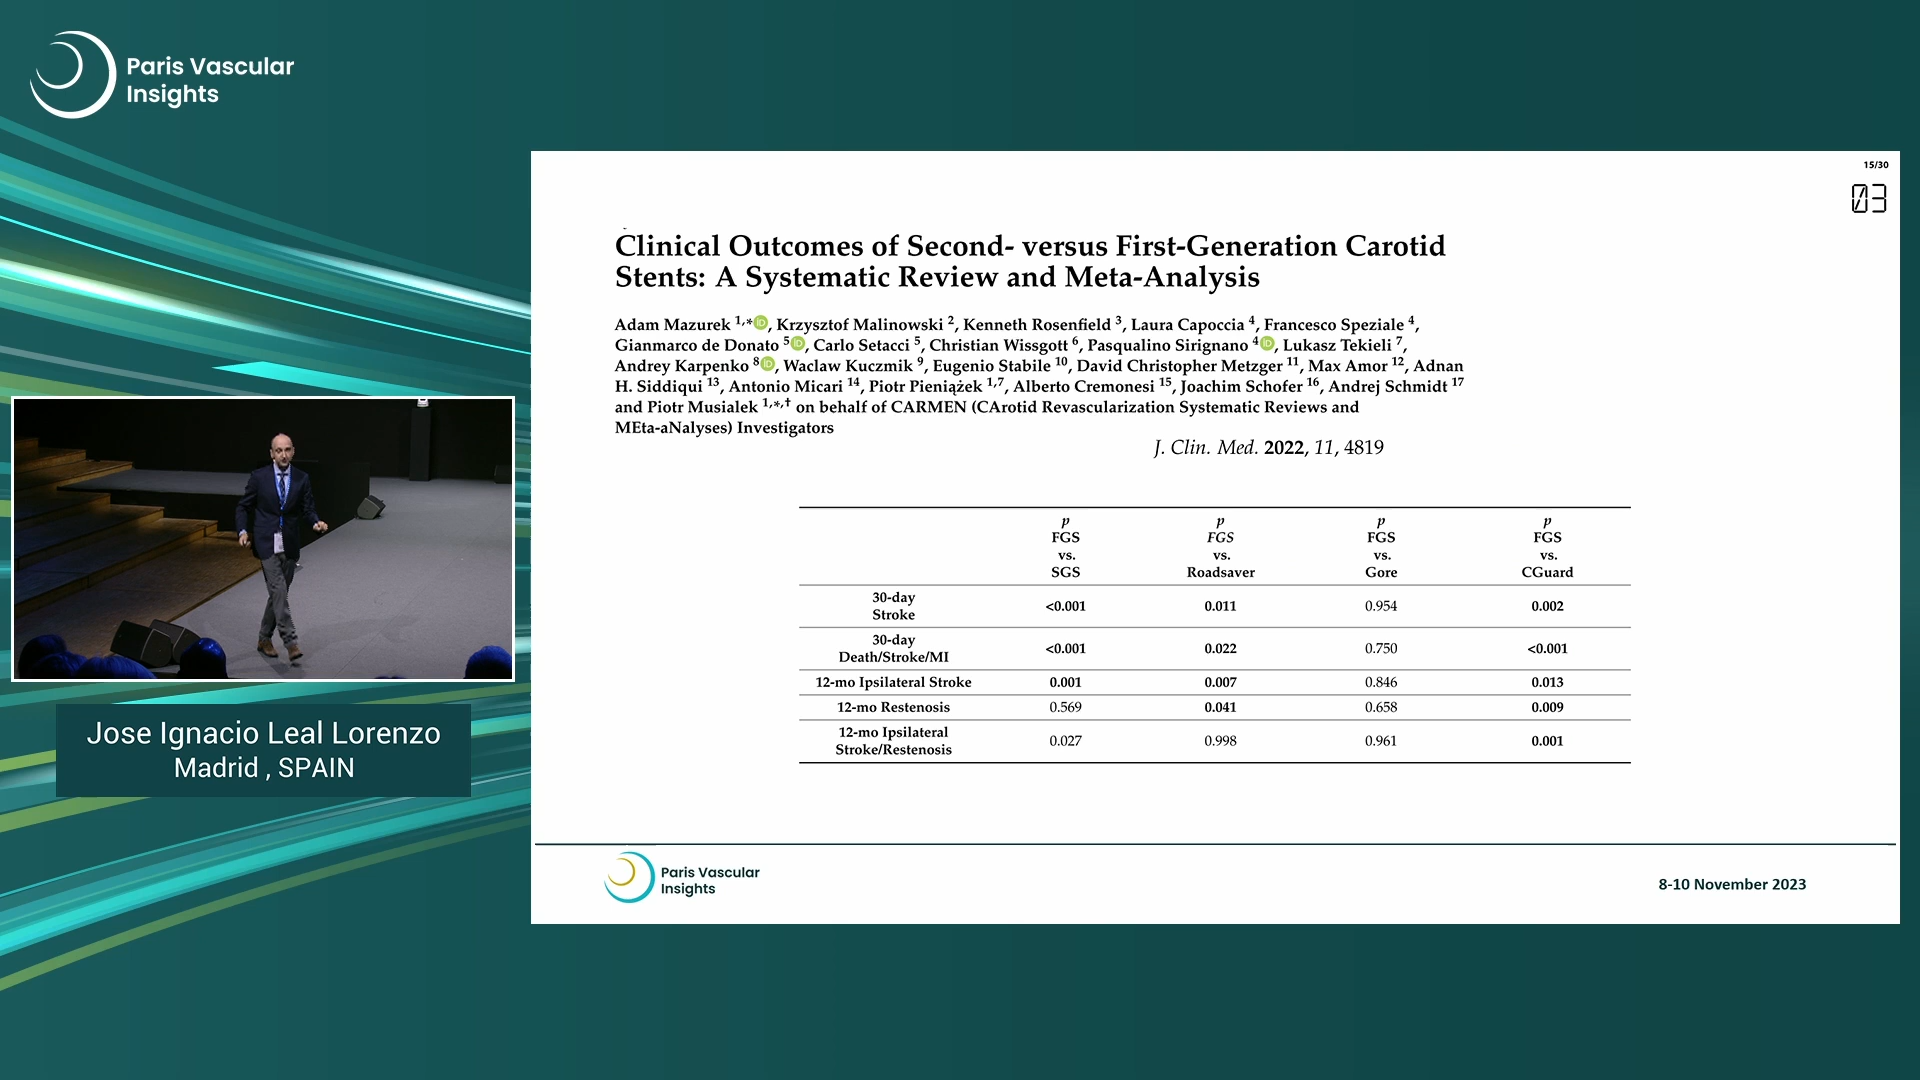 Paris Vascular
Insights
15/30
03
Clinical Outcomes of Second- versus First-Generation Carotid
Stents: A Systematic Review and Meta-Analysis
Adam Mazurek 1,* iD, Krzysztof Malinowski 2, Kenneth Rosenfield 3, Laura Capoccia 4, Francesco Speziale 4,
Gianmarco de Donato 5 iD, Carlo Setacci 5, Christian Wissgott 6, Pasqualino Sirignano 4 iD, Lukasz Tekieli 7,
Andrey Karpenko 8 iD, Waclaw Kuczmik 9, Eugenio Stabile 10, David Christopher Metzger 11, Max Amor 12, Adnan
H. Siddiqui 13, Antonio Micari 14, Piotr Pieniążek 1,7, Alberto Cremonesi 15, Joachim Schofer 16, Andrej Schmidt 17
and Piotr Musialek 1,*,† on behalf of CARMEN (CArotid Revascularization Systematic Reviews and
MEta-aNalyses) Investigators
J. Clin. Med. 2022, 11, 4819
p p p p
FGS FGS FGS FGS
vs. vs. vs. vs.
SGS Roadsaver Gore CGuard
30-day
Stroke <0.001 0.011 0.954 0.002
30-day
Death/Stroke/MI <0.001 0.022 0.750 <0.001
12-mo Ipsilateral Stroke 0.001 0.007 0.846 0.013
12-mo Restenosis 0.569 0.041 0.658 0.009
12-mo Ipsilateral
Stroke/Restenosis 0.027 0.998 0.961 0.001
Jose Ignacio Leal Lorenzo
Madrid , SPAIN
Paris Vascular
Insights
8-10 November 2023